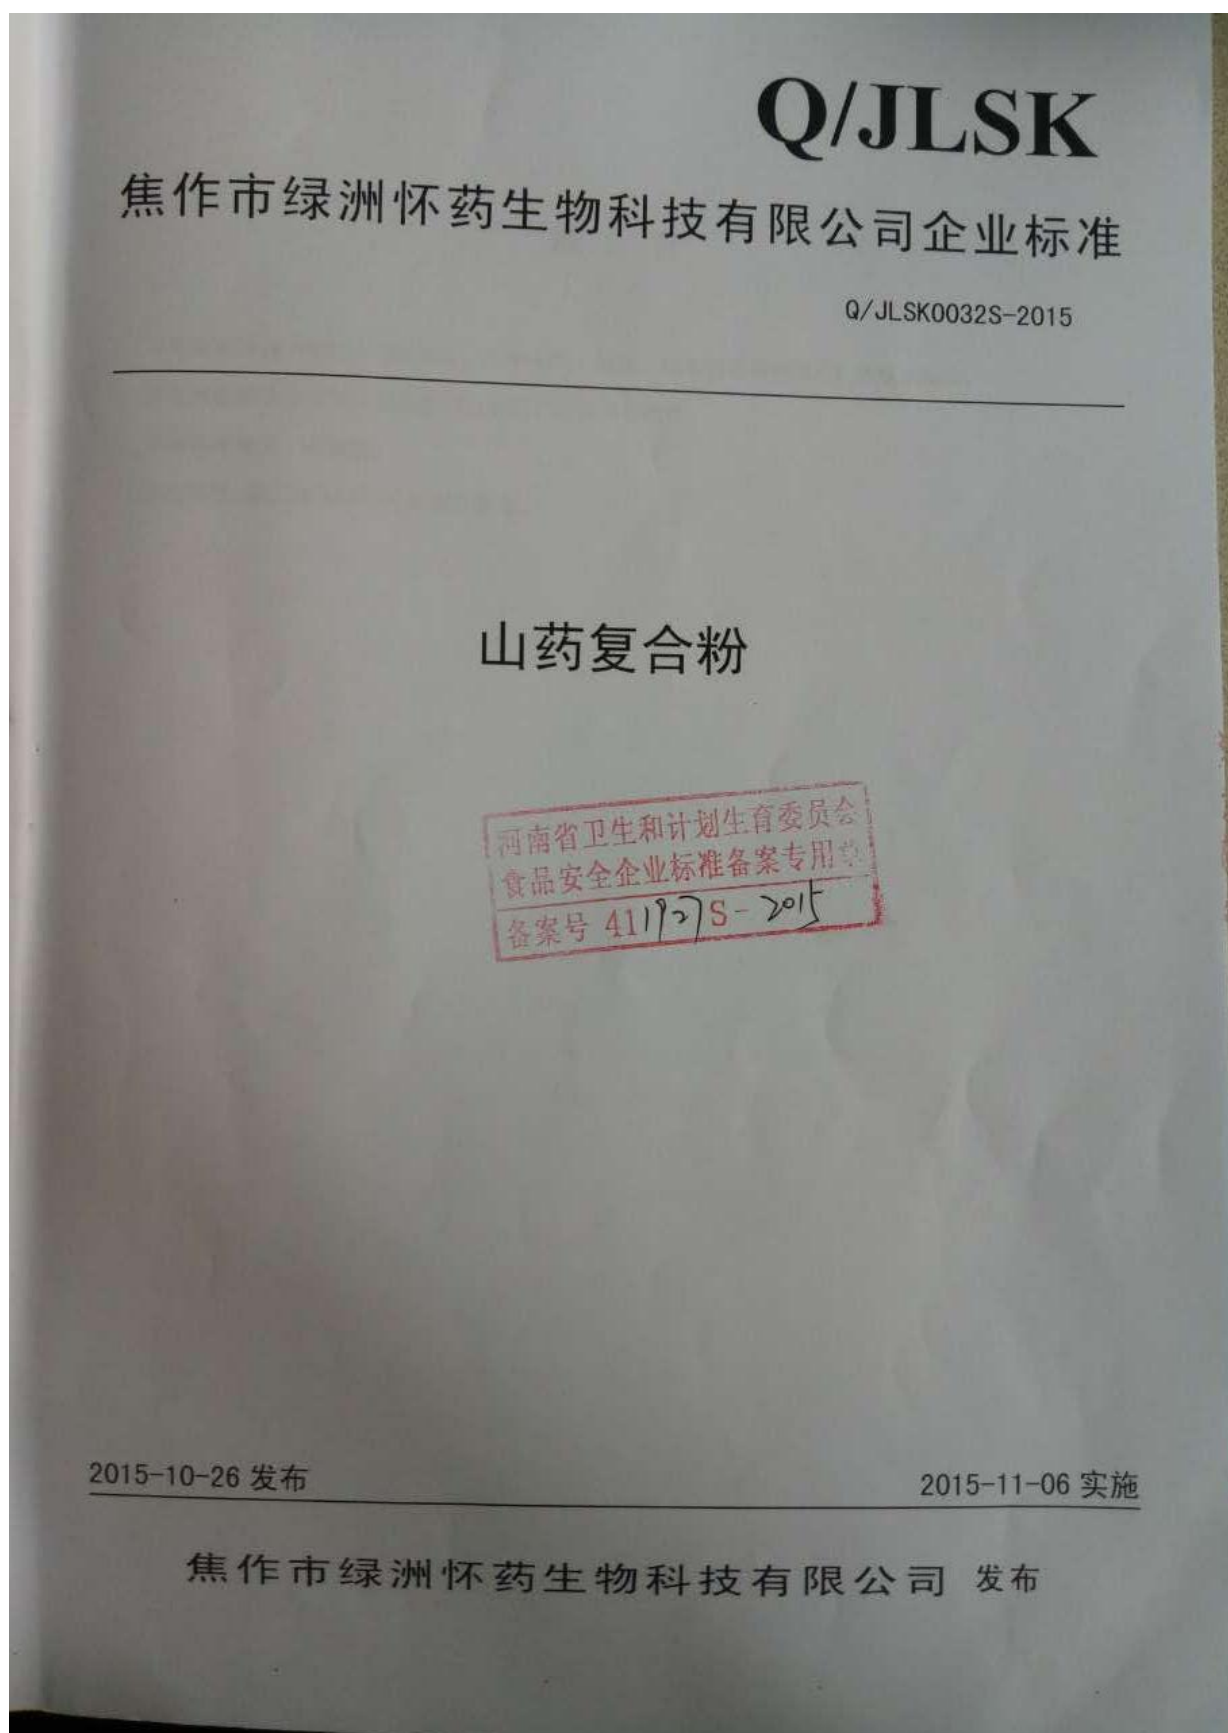 Q/JLSK
焦作市绿洲怀药生物科技有限公司企业标准
Q/JLSK0032S-2015
山药复合粉
河南省卫生和计划生育委员会
食品安全企业标准备案专用章
备案号 411927S-2015
2015-10-26 发布
2015-11-06 实施
焦作市绿洲怀药生物科技有限公司 发布